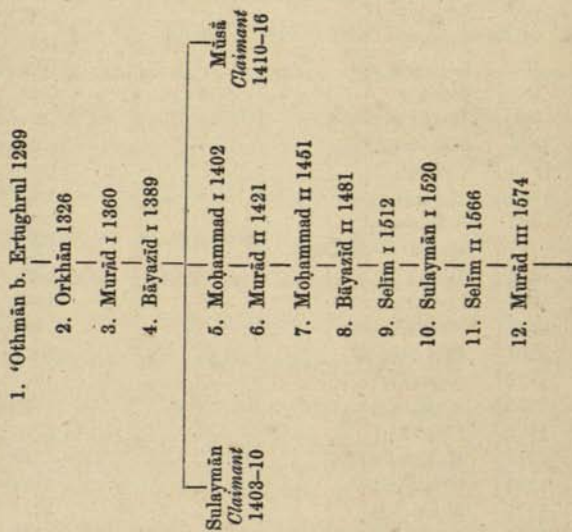 1. ‘Othmān b. Ertughrul 1299
2. Orkhān 1326
3. Murād I 1360
4. Bāyazīd I 1389
Sulaymān
Claimant
1403–10
5. Moḥammad I 1402
Mūsā
Claimant
1410–16
6. Murād II 1421
7. Moḥammad II 1451
8. Bāyazīd II 1481
9. Selīm I 1512
10. Sulaymān I 1520
11. Selīm II 1566
12. Murād III 1574